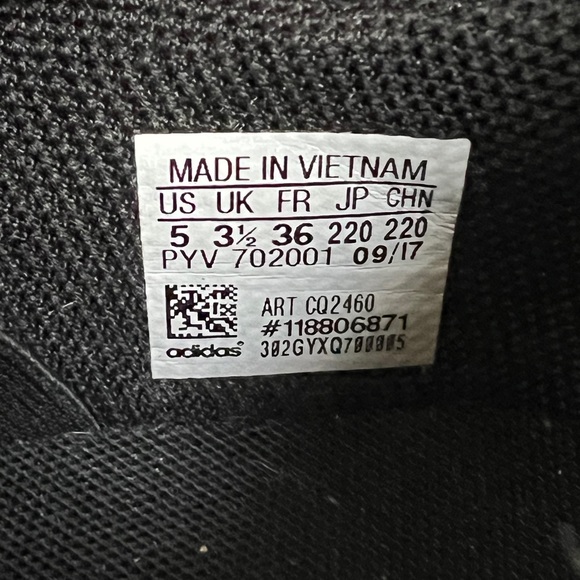 MADE IN VIETNAM
US UK FR JP CHN
5 3½ 36 220 220
PYV 702001 09/17
ART CQ2460
#118806871
adidas 302GYXQ700005